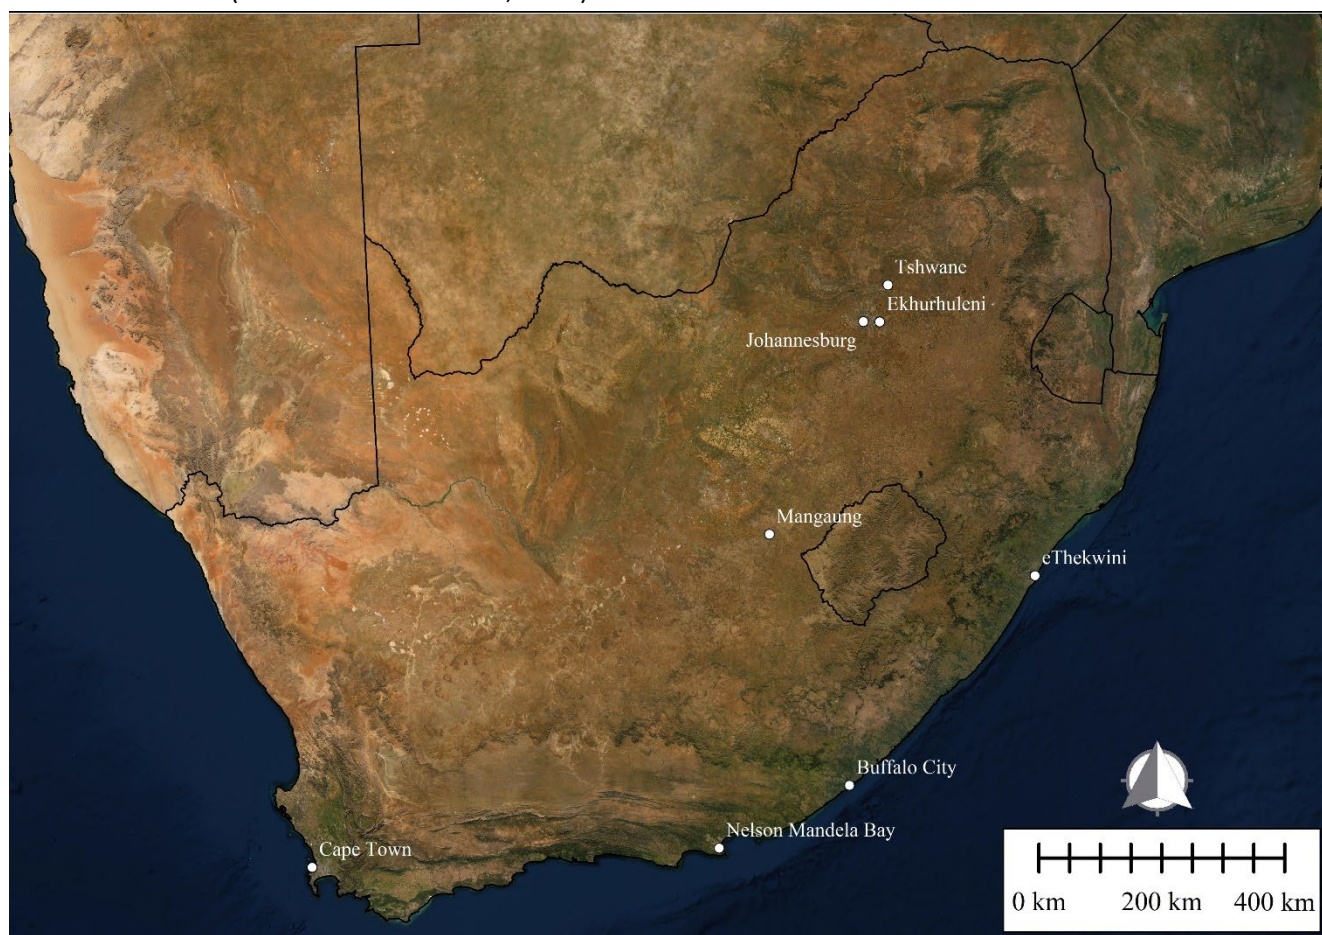 Tshwane
Ekhurhuleni
Johannesburg
Mangaung
eThekwini
Buffalo City
Nelson Mandela Bay
Cape Town
0 km 200 km 400 km